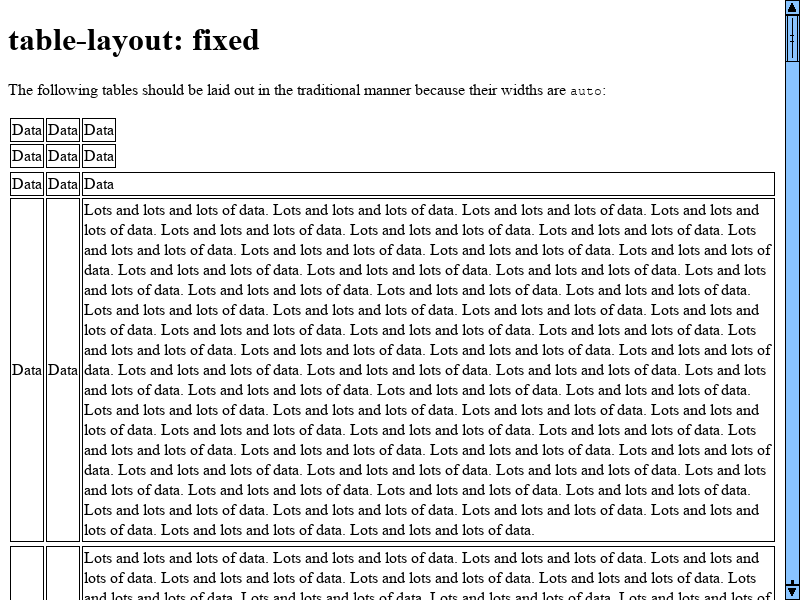 table-layout: fixed
The following tables should be laid out in the traditional manner because their widths are auto:
Data Data Data
Data Data Data
Data Data Data
Lots and lots and lots of data. Lots and lots and lots of data. Lots and lots and lots of data. Lots and lots and
lots of data. Lots and lots and lots of data. Lots and lots and lots of data. Lots and lots and lots of data. Lots
and lots and lots of data. Lots and lots and lots of data. Lots and lots and lots of data. Lots and lots and lots of
data. Lots and lots and lots of data. Lots and lots and lots of data. Lots and lots and lots of data. Lots and lots
and lots of data. Lots and lots and lots of data. Lots and lots and lots of data. Lots and lots and lots of data.
Lots and lots and lots of data. Lots and lots and lots of data. Lots and lots and lots of data. Lots and lots and
lots of data. Lots and lots and lots of data. Lots and lots and lots of data. Lots and lots and lots of data. Lots
and lots and lots of data. Lots and lots and lots of data. Lots and lots and lots of data. Lots and lots and lots of
Data Data data. Lots and lots and lots of data. Lots and lots and lots of data. Lots and lots and lots of data. Lots and lots
and lots of data. Lots and lots and lots of data. Lots and lots and lots of data. Lots and lots and lots of data.
Lots and lots and lots of data. Lots and lots and lots of data. Lots and lots and lots of data. Lots and lots and
lots of data. Lots and lots and lots of data. Lots and lots and lots of data. Lots and lots and lots of data. Lots
and lots and lots of data. Lots and lots and lots of data. Lots and lots and lots of data. Lots and lots and lots of
data. Lots and lots and lots of data. Lots and lots and lots of data. Lots and lots and lots of data. Lots and lots
and lots of data. Lots and lots and lots of data. Lots and lots and lots of data. Lots and lots and lots of data.
Lots and lots and lots of data. Lots and lots and lots of data. Lots and lots and lots of data. Lots and lots and
lots of data. Lots and lots and lots of data. Lots and lots and lots of data.
Lots and lots and lots of data. Lots and lots and lots of data. Lots and lots and lots of data. Lots and lots and
lots of data. Lots and lots and lots of data. Lots and lots and lots of data. Lots and lots and lots of data. Lots
and lots and lots of data. Lots and lots and lots of data. Lots and lots and lots of data. Lots and lots and lots of